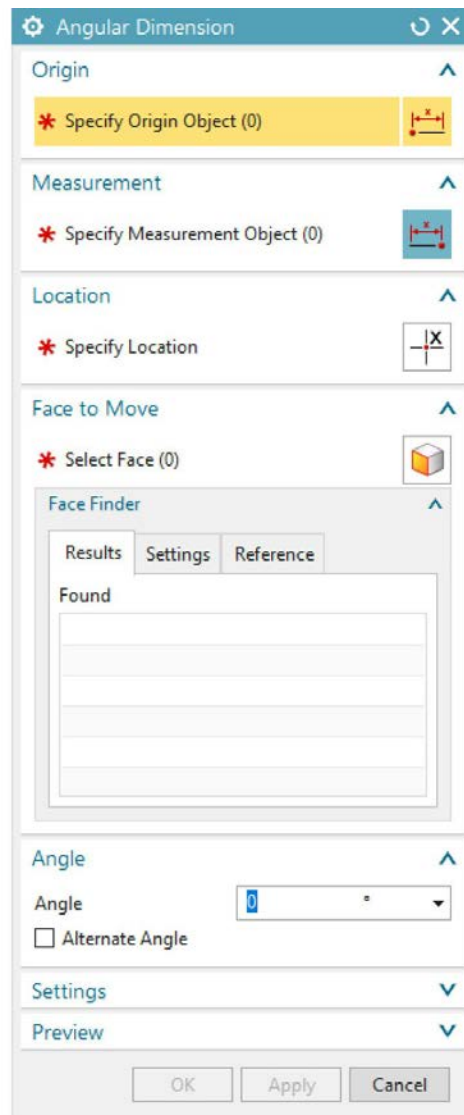 Angular Dimension
Origin
* Specify Origin Object (0)
Measurement
* Specify Measurement Object (0)
Location
* Specify Location
Face to Move
* Select Face (0)
Face Finder
Results Settings Reference
Found
Angle
Angle 0 °
Alternate Angle
Settings
Preview
OK Apply Cancel